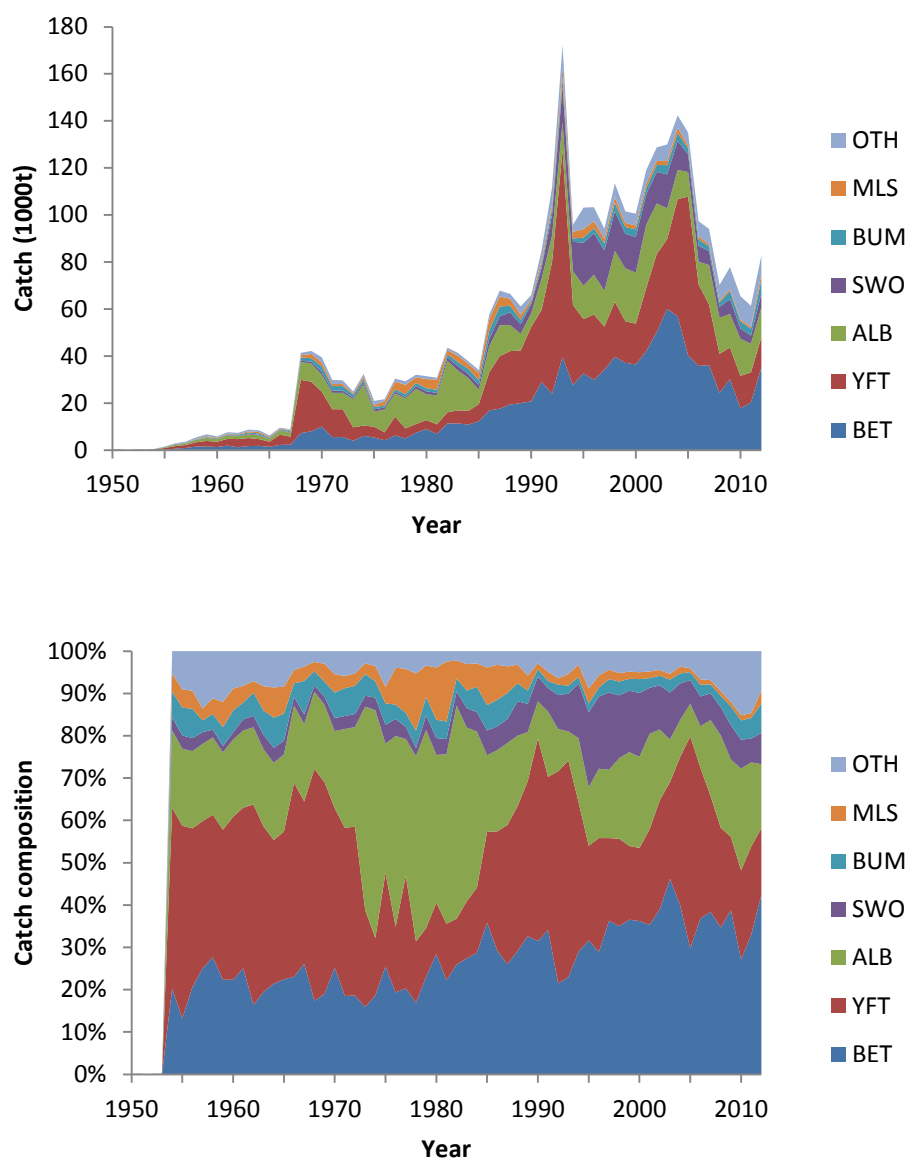 180
160
140
120
100
80
60
40
20
0
Catch (1000t)
1950 1960 1970 1980 1990 2000 2010
Year
OTH
MLS
BUM
SWO
ALB
YFT
BET
100%
90%
80%
70%
60%
50%
40%
30%
20%
10%
0%
Catch composition
1950 1960 1970 1980 1990 2000 2010
Year
OTH
MLS
BUM
SWO
ALB
YFT
BET